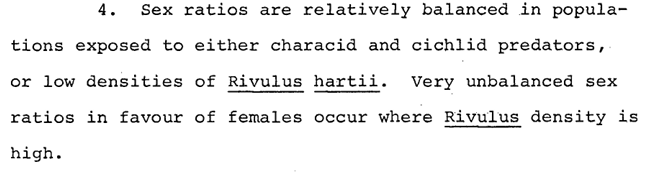 4. Sex ratios are relatively balanced in popula-
tions exposed to either characid and cichlid predators,
or low densities of Rivulus hartii. Very unbalanced sex
ratios in favour of females occur where Rivulus density is
high.